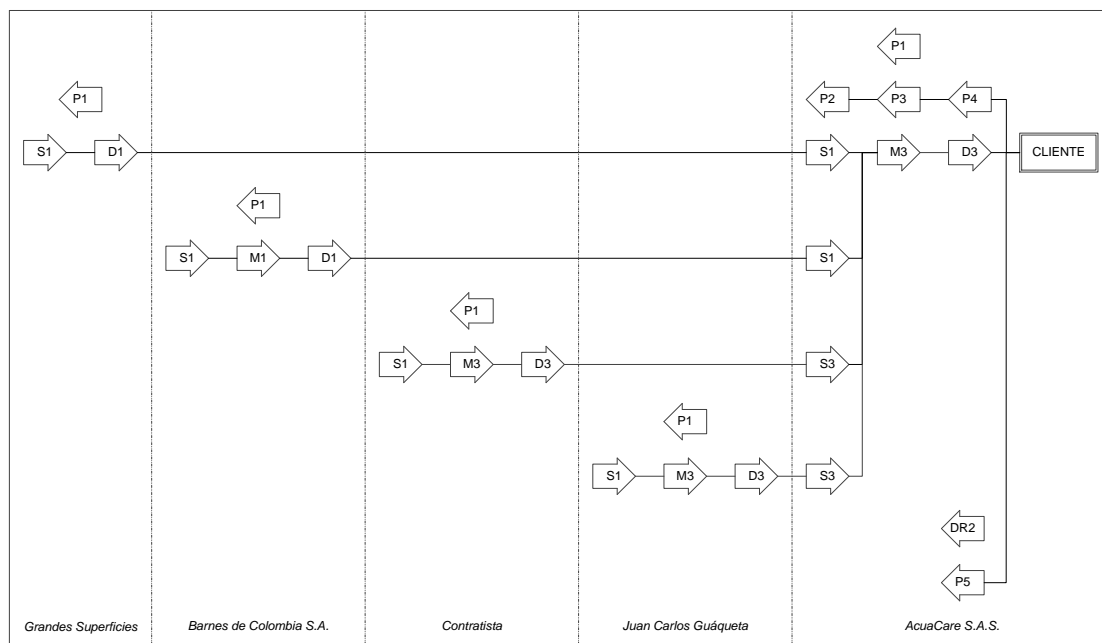 P1
P1
P2 P3 P4
S1 D1 S1 M3 D3 CLIENTE
P1
S1 M1 D1 S1
P1
S1 M3 D3 S3
P1
S1 M3 D3 S3
DR2
P5
Grandes Superficies Barnes de Colombia S.A. Contratista Juan Carlos Guáqueta AcuaCare S.A.S.